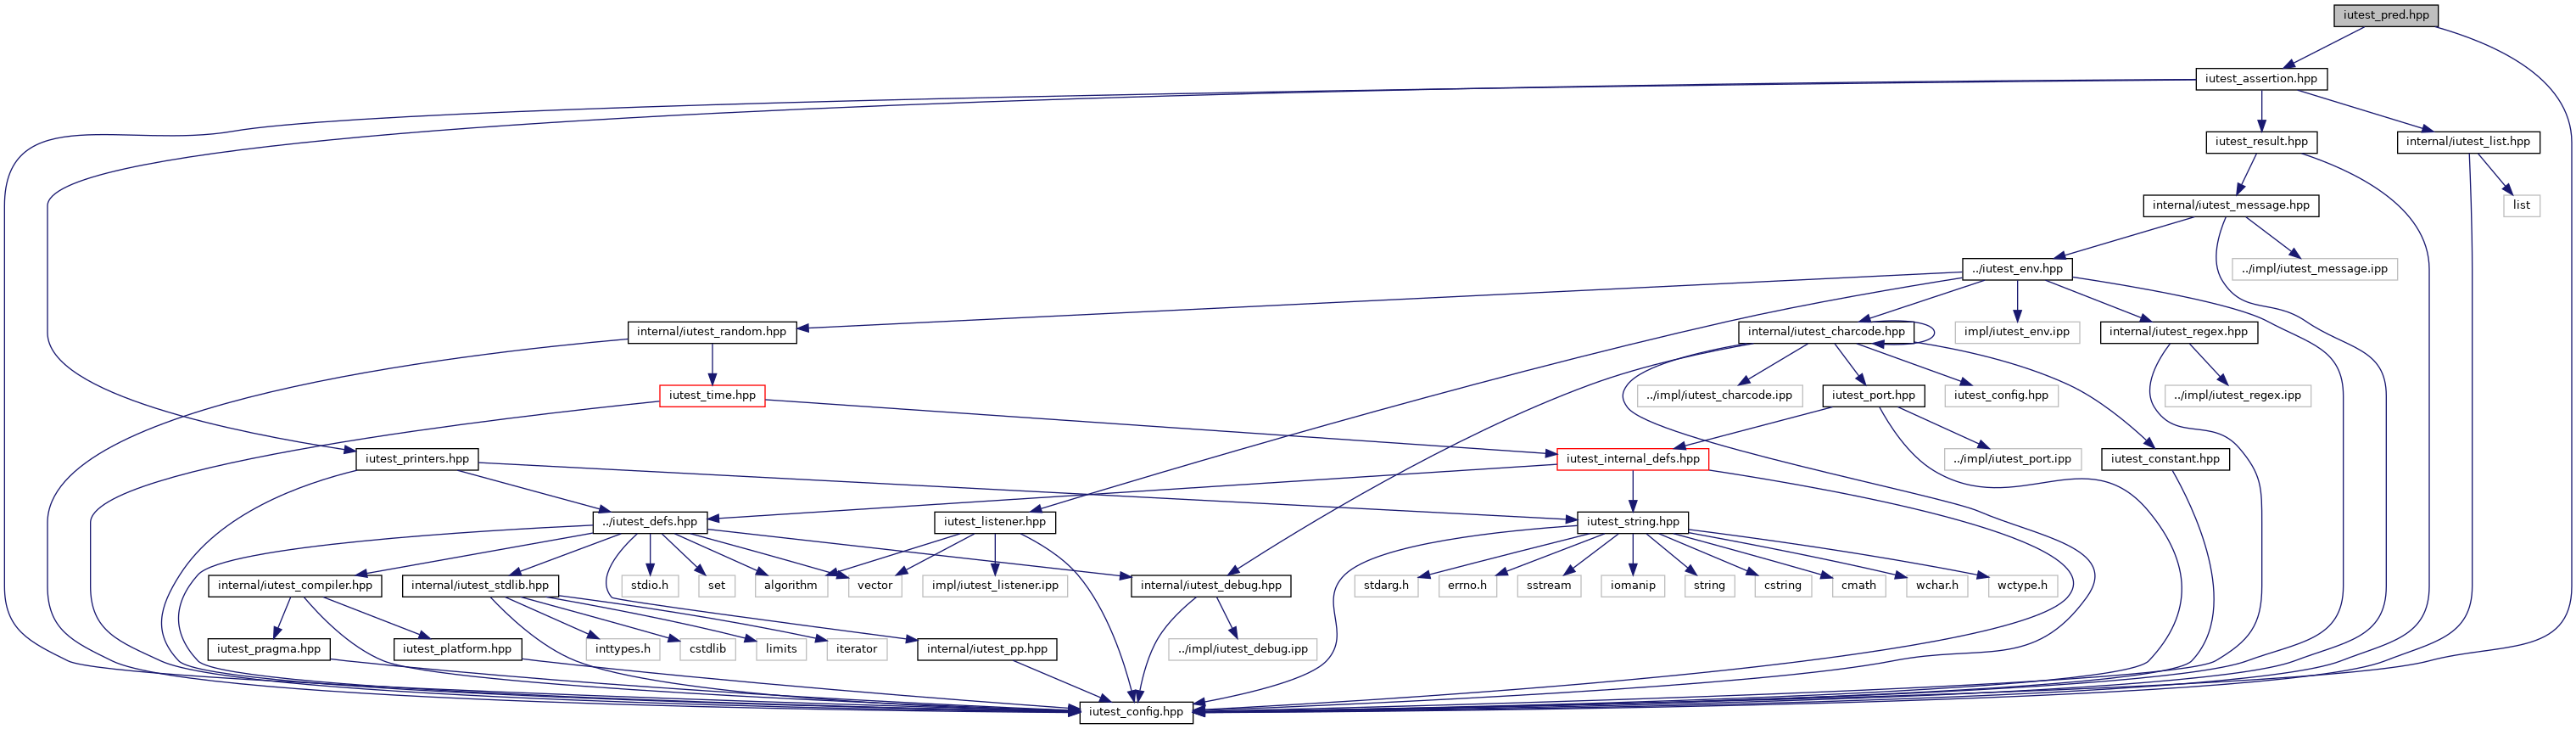 iutest_pred.hpp
iutest_assertion.hpp
iutest_result.hpp
internal/iutest_list.hpp
internal/iutest_message.hpp
list
../iutest_env.hpp
../impl/iutest_message.ipp
internal/iutest_random.hpp
internal/iutest_charcode.hpp
impl/iutest_env.ipp
internal/iutest_regex.hpp
iutest_time.hpp
../impl/iutest_charcode.ipp
iutest_port.hpp
iutest_config.hpp
../impl/iutest_regex.ipp
iutest_printers.hpp
iutest_internal_defs.hpp
../impl/iutest_port.ipp
iutest_constant.hpp
../iutest_defs.hpp
iutest_listener.hpp
iutest_string.hpp
internal/iutest_compiler.hpp
internal/iutest_stdlib.hpp
stdio.h
set
algorithm
vector
impl/iutest_listener.ipp
internal/iutest_debug.hpp
stdarg.h
errno.h
sstream
iomanip
string
cstring
cmath
wchar.h
wctype.h
iutest_pragma.hpp
iutest_platform.hpp
inttypes.h
cstdlib
limits
iterator
internal/iutest_pp.hpp
../impl/iutest_debug.ipp
iutest_config.hpp